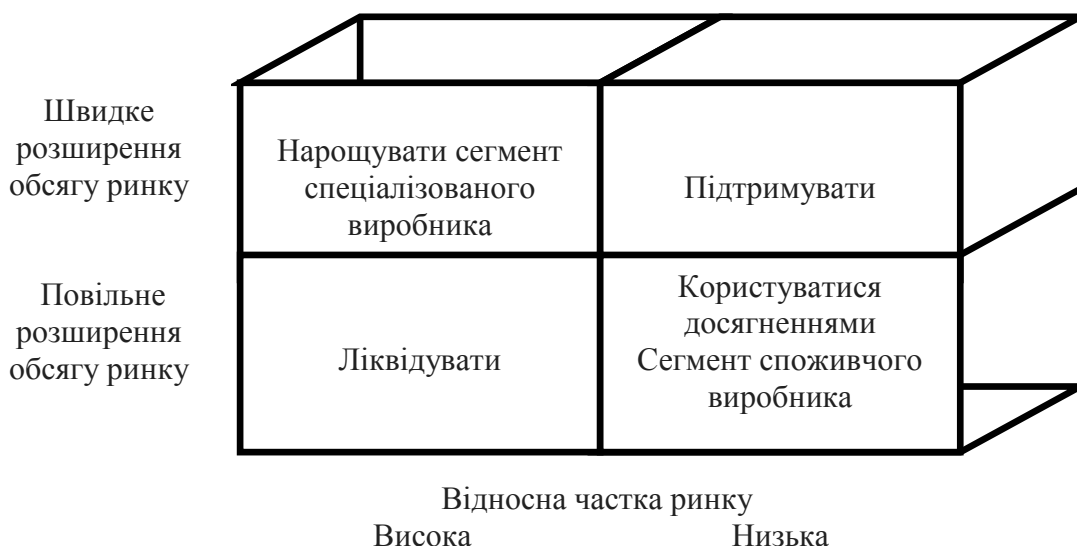 Швидке
розширення
обсягу ринку
Нарощувати сегмент
спеціалізованого
виробника
Підтримувати
Повільне
розширення
обсягу ринку
Ліквідувати
Користуватися
досягненнями
Сегмент споживчого
виробника
Відносна частка ринку
Висока Низька